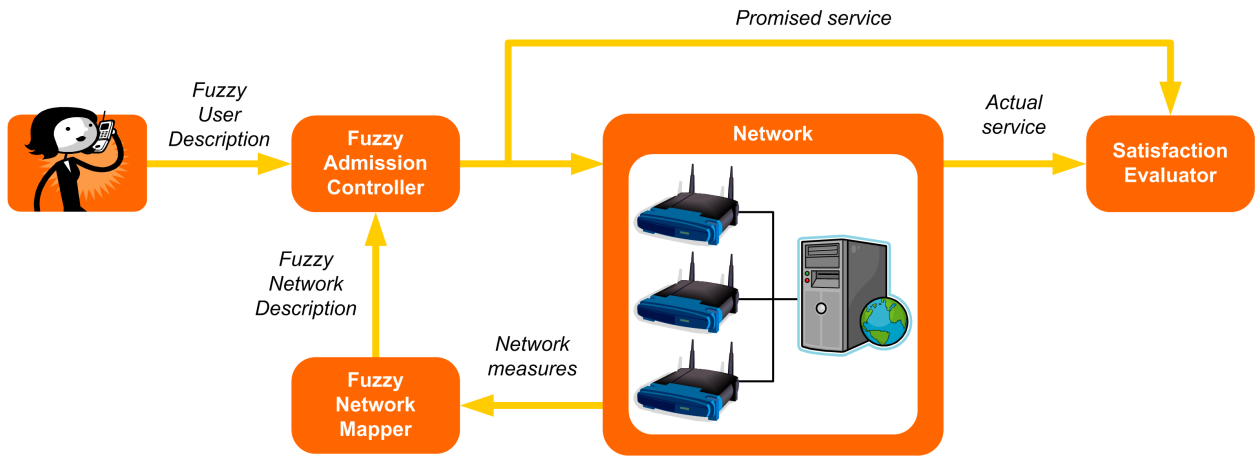 Promised service
Fuzzy
User
Description
Fuzzy
Admission
Controller
Network
Actual
service
Satisfaction
Evaluator
Fuzzy
Network
Description
Network
measures
Fuzzy
Network
Mapper